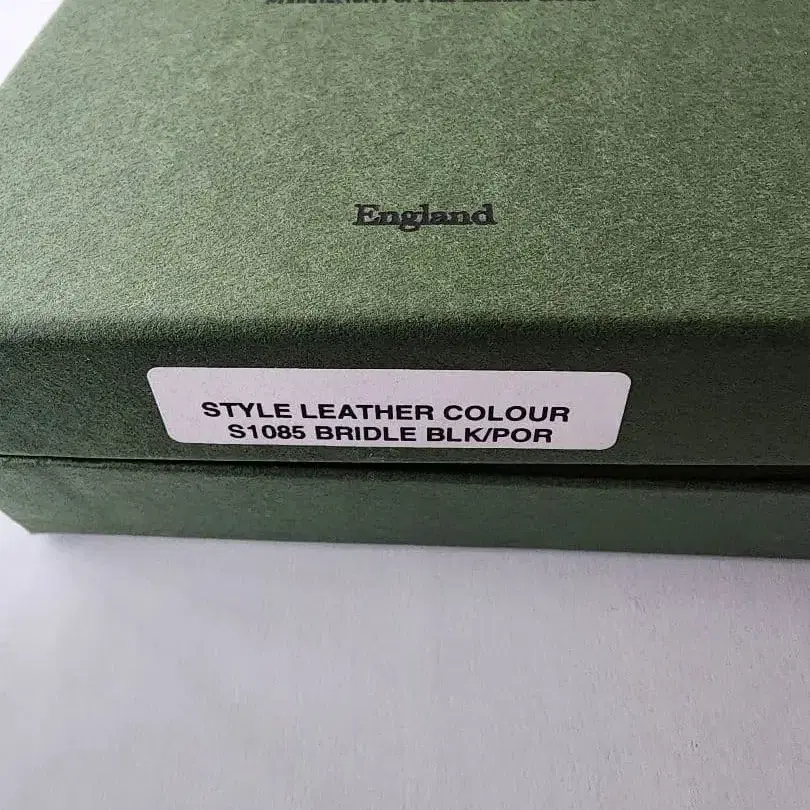 England
STYLE LEATHER COLOUR
S1085 BRIDLE BLK/POR